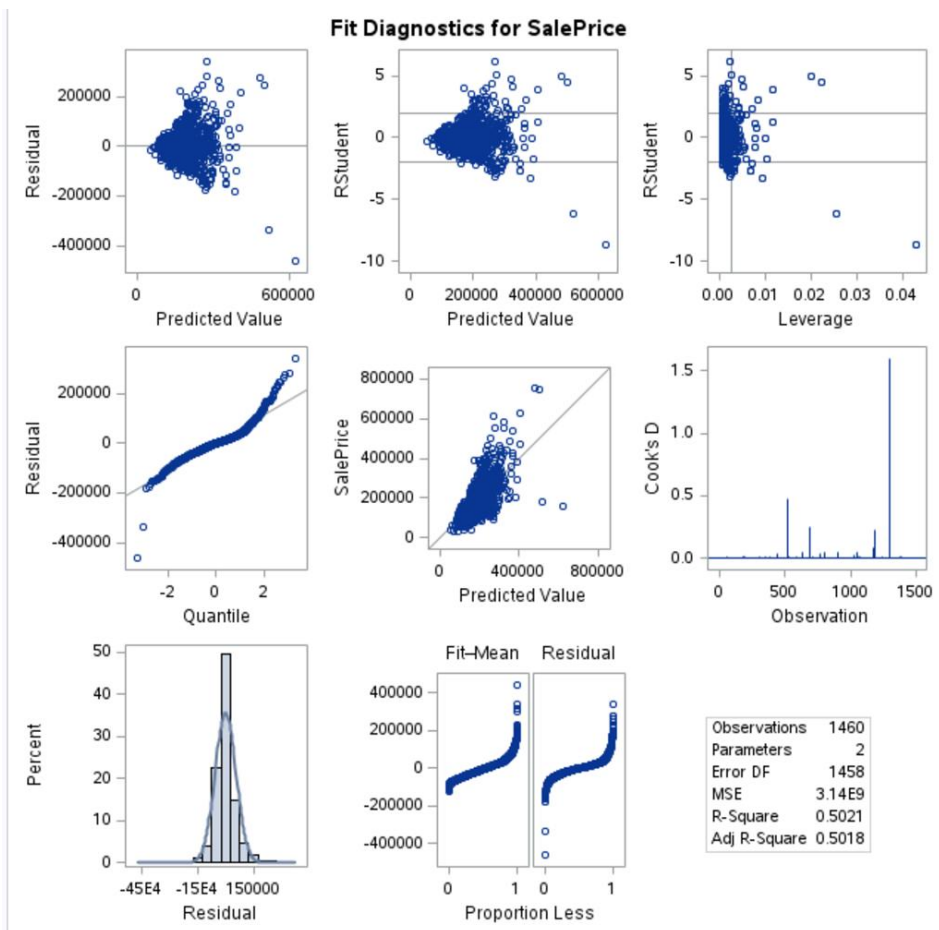 Fit Diagnostics for SalePrice
Residual
200000
0
-200000
-400000
0
600000
Predicted Value
RStudent
5
0
-5
-10
0
200000
400000
600000
Predicted Value
RStudent
5
0
-5
-10
0.00
0.01
0.02
0.03
0.04
Leverage
Residual
200000
0
-200000
-400000
-2
0
2
Quantile
SalePrice
800000
600000
400000
200000
0
0
400000
800000
Predicted Value
Cook's D
1.5
1.0
0.5
0.0
0
500
1000
1500
Observation
Percent
50
40
30
20
10
0
-45E4
-15E4
150000
Residual
Fit–Mean
Residual
400000
200000
0
-200000
-400000
0
1
0
1
Proportion Less
Observations 1460
Parameters 2
Error DF 1458
MSE 3.14E9
R-Square 0.5021
Adj R-Square 0.5018